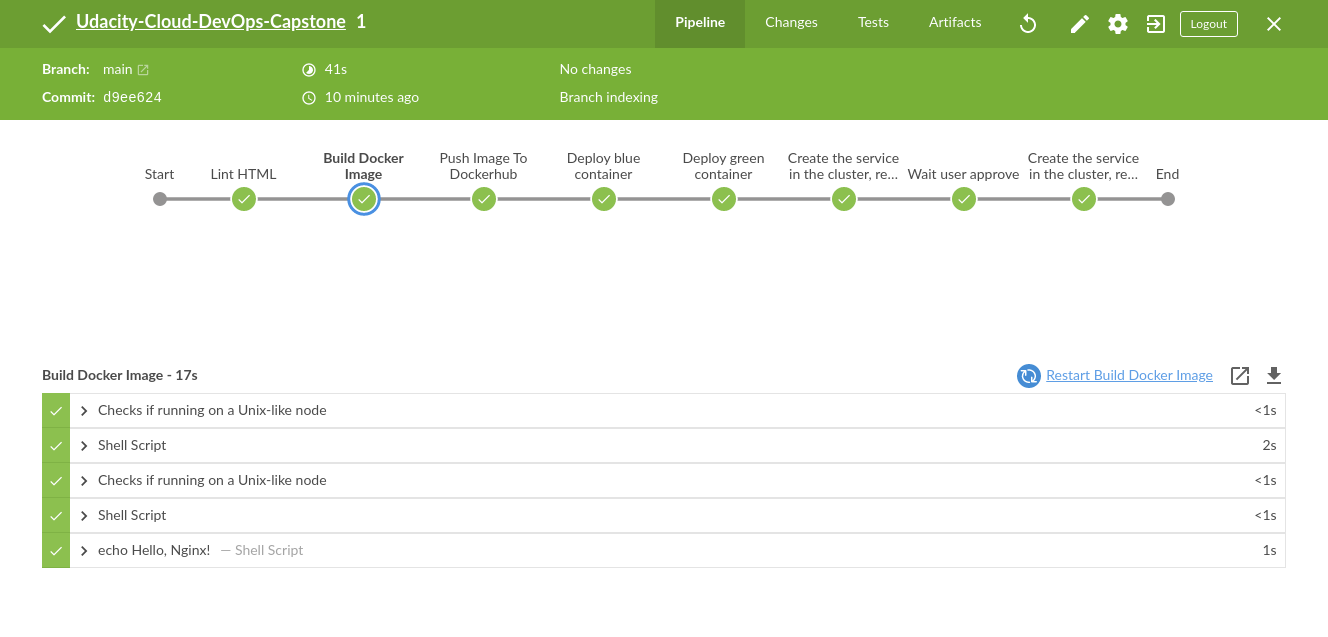 Udacity-Cloud-DevOps-Capstone 1
Pipeline Changes Tests Artifacts Logout
Branch: main 41s No changes
Commit: d9ee624 10 minutes ago Branch indexing
Start
Lint HTML
Build Docker
Image
Push Image To
Dockerhub
Deploy blue
container
Deploy green
container
Create the service
in the cluster, re...
Wait user approve
Create the service
in the cluster, re...
End
Build Docker Image - 17s Restart Build Docker Image
Checks if running on a Unix-like node <1s
Shell Script 2s
Checks if running on a Unix-like node <1s
Shell Script <1s
echo Hello, Nginx! — Shell Script 1s